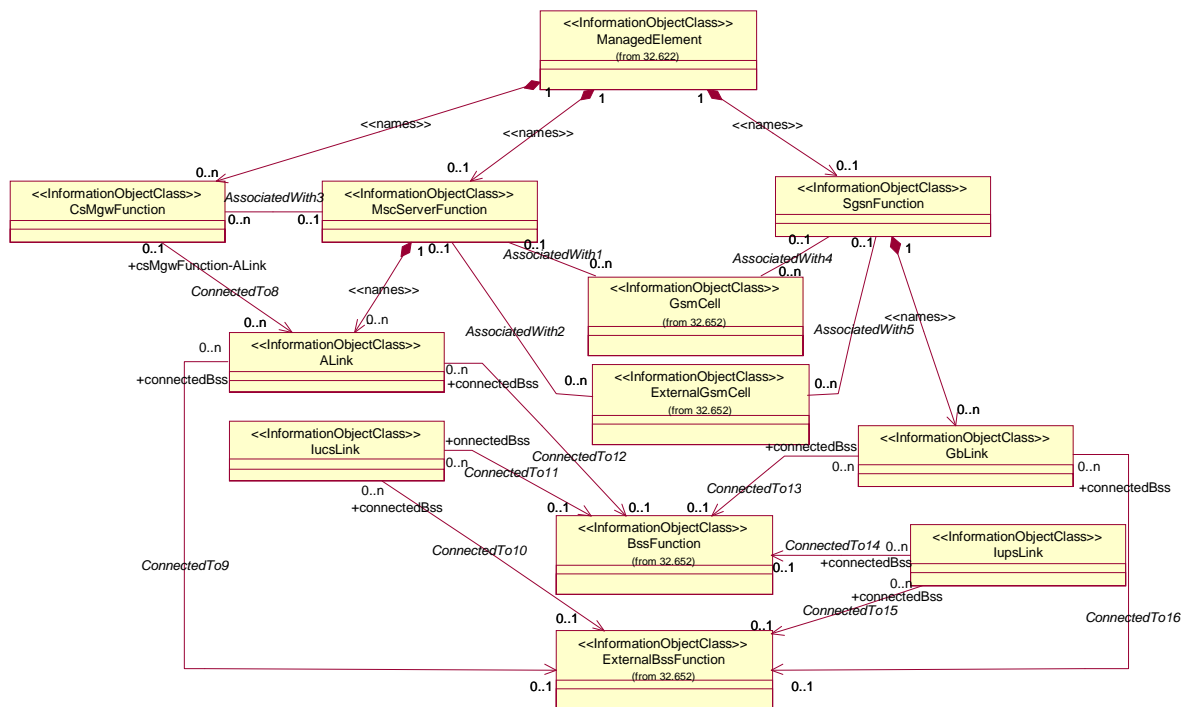 <<InformationObjectClass>>
ManagedElement
(from 32.622)
1
1
1
<<names>>
<<names>>
<<names>>
0..n
0..1
0..1
<<InformationObjectClass>>
CsMgwFunction
AssociatedWith3
0..n
0..1
<<InformationObjectClass>>
MscServerFunction
<<InformationObjectClass>>
SgsnFunction
0..1
+csMgwFunction-ALink
ConnectedTo8
0..n
1
<<names>>
0..n
0..1
0..1
AssociatedWith1
0..n
AssociatedWith2
0..n
0..1
AssociatedWith4
0..n
0..1
AssociatedWith5
0..n
1
<<names>>
0..n
<<InformationObjectClass>>
GsmCell
(from 32.652)
<<InformationObjectClass>>
ALink
0..n
+connectedBss
0..n
+connectedBss
<<InformationObjectClass>>
ExternalGsmCell
(from 32.652)
<<InformationObjectClass>>
IucsLink
+onnectedBss
0..n
ConnectedTo11
ConnectedTo12
0..n
+connectedBss
<<InformationObjectClass>>
GbLink
+connectedBss
0..n
ConnectedTo13
0..n
+connectedBss
0..1
0..1
0..1
<<InformationObjectClass>>
BssFunction
(from 32.652)
ConnectedTo14
0..n
+connectedBss
0..1
<<InformationObjectClass>>
IupsLink
0..n
+connectedBss
ConnectedTo15
ConnectedTo10
ConnectedTo9
ConnectedTo16
0..1
0..1
<<InformationObjectClass>>
ExternalBssFunction
(from 32.652)
0..1
0..1